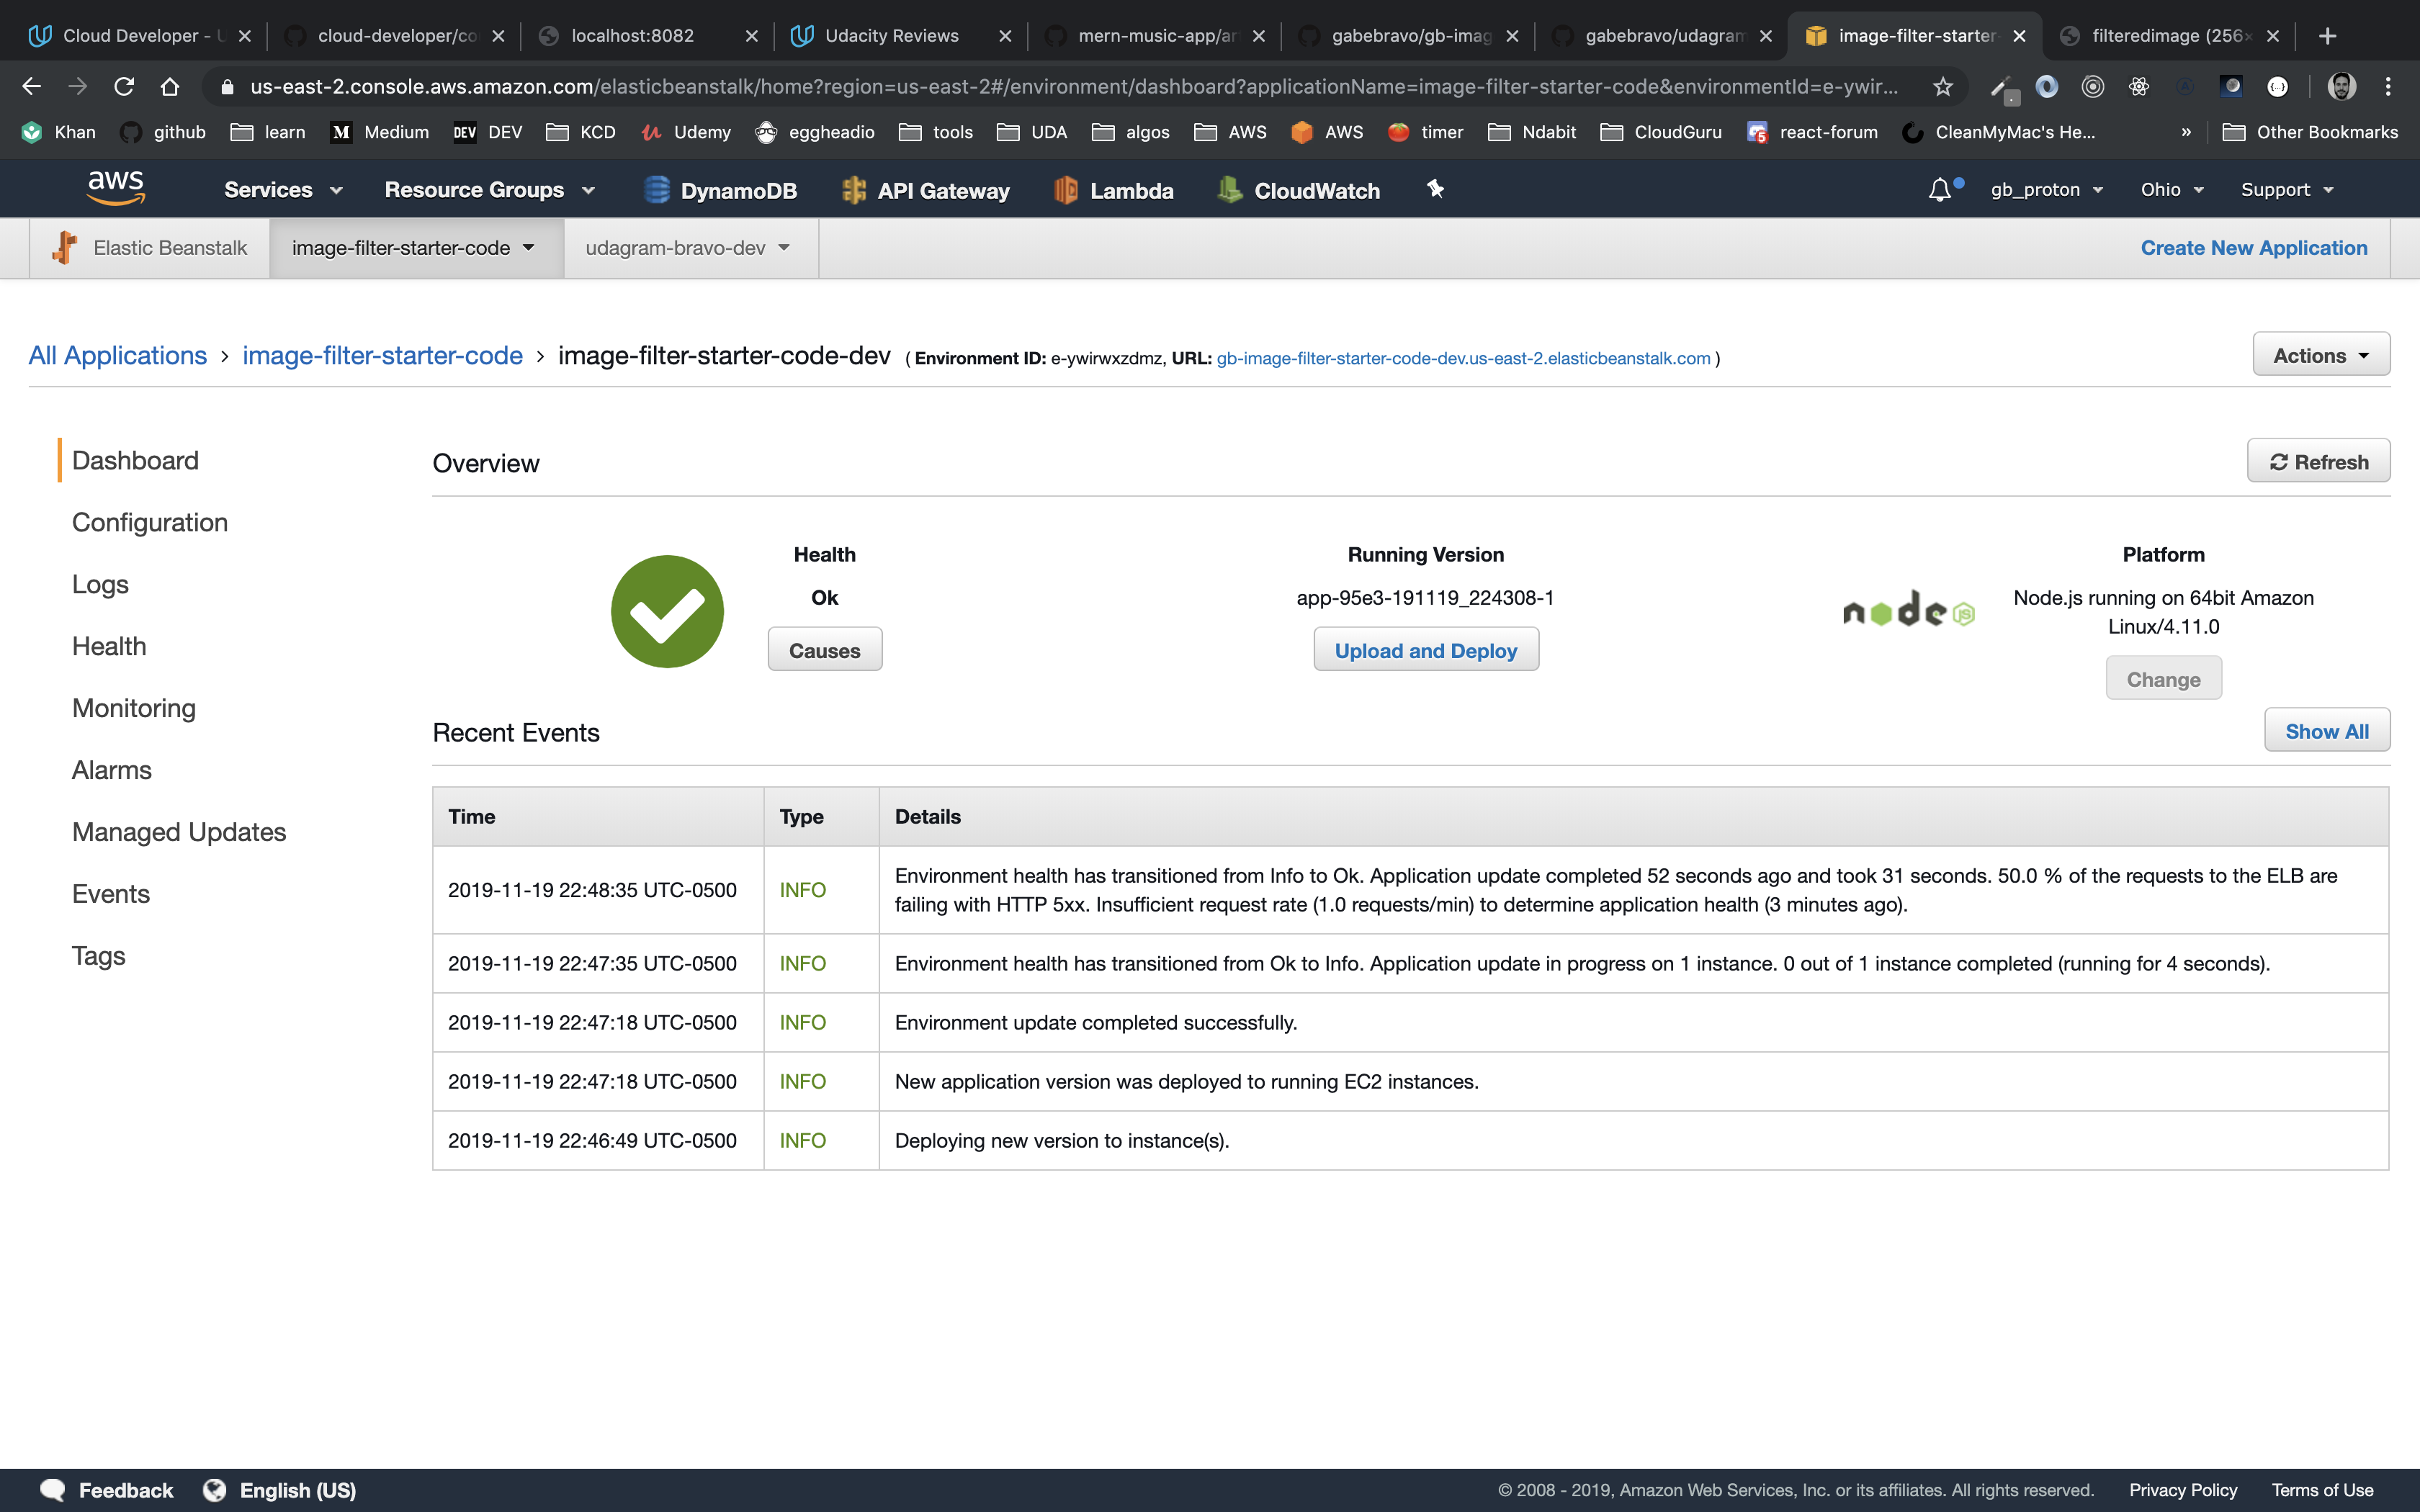 Cloud Developer - U
cloud-developer/co
localhost:8082
Udacity Reviews
mern-music-app/ar
gabebravo/gb-imag
gabebravo/udagram
image-filter-starter-
filteredimage (256×
us-east-2.console.aws.amazon.com/elasticbeanstalk/home?region=us-east-2#/environment/dashboard?applicationName=image-filter-starter-code&environmentId=e-ywir...
Khan github learn M Medium DEV DEV KCD Udemy eggheadio tools UDA algos AWS AWS timer Ndabit CloudGuru 5 react-forum CleanMyMac's He... » Other Bookmarks
aws Services Resource Groups DynamoDB API Gateway Lambda CloudWatch gb_proton Ohio Support
Elastic Beanstalk image-filter-starter-code udagram-bravo-dev Create New Application
All Applications › image-filter-starter-code › image-filter-starter-code-dev ( Environment ID: e-ywirwxzdmz, URL: gb-image-filter-starter-code-dev.us-east-2.elasticbeanstalk.com )
Actions
Dashboard
Configuration
Logs
Health
Monitoring
Alarms
Managed Updates
Events
Tags
Overview
Refresh
Health
Ok
Causes
Running Version
app-95e3-191119_224308-1
Upload and Deploy
node JS
Platform
Node.js running on 64bit Amazon
Linux/4.11.0
Change
Recent Events
Show All
Time Type Details
2019-11-19 22:48:35 UTC-0500 INFO Environment health has transitioned from Info to Ok. Application update completed 52 seconds ago and took 31 seconds. 50.0 % of the requests to the ELB are
failing with HTTP 5xx. Insufficient request rate (1.0 requests/min) to determine application health (3 minutes ago).
2019-11-19 22:47:35 UTC-0500 INFO Environment health has transitioned from Ok to Info. Application update in progress on 1 instance. 0 out of 1 instance completed (running for 4 seconds).
2019-11-19 22:47:18 UTC-0500 INFO Environment update completed successfully.
2019-11-19 22:47:18 UTC-0500 INFO New application version was deployed to running EC2 instances.
2019-11-19 22:46:49 UTC-0500 INFO Deploying new version to instance(s).
Feedback English (US)
© 2008 - 2019, Amazon Web Services, Inc. or its affiliates. All rights reserved. Privacy Policy Terms of Use